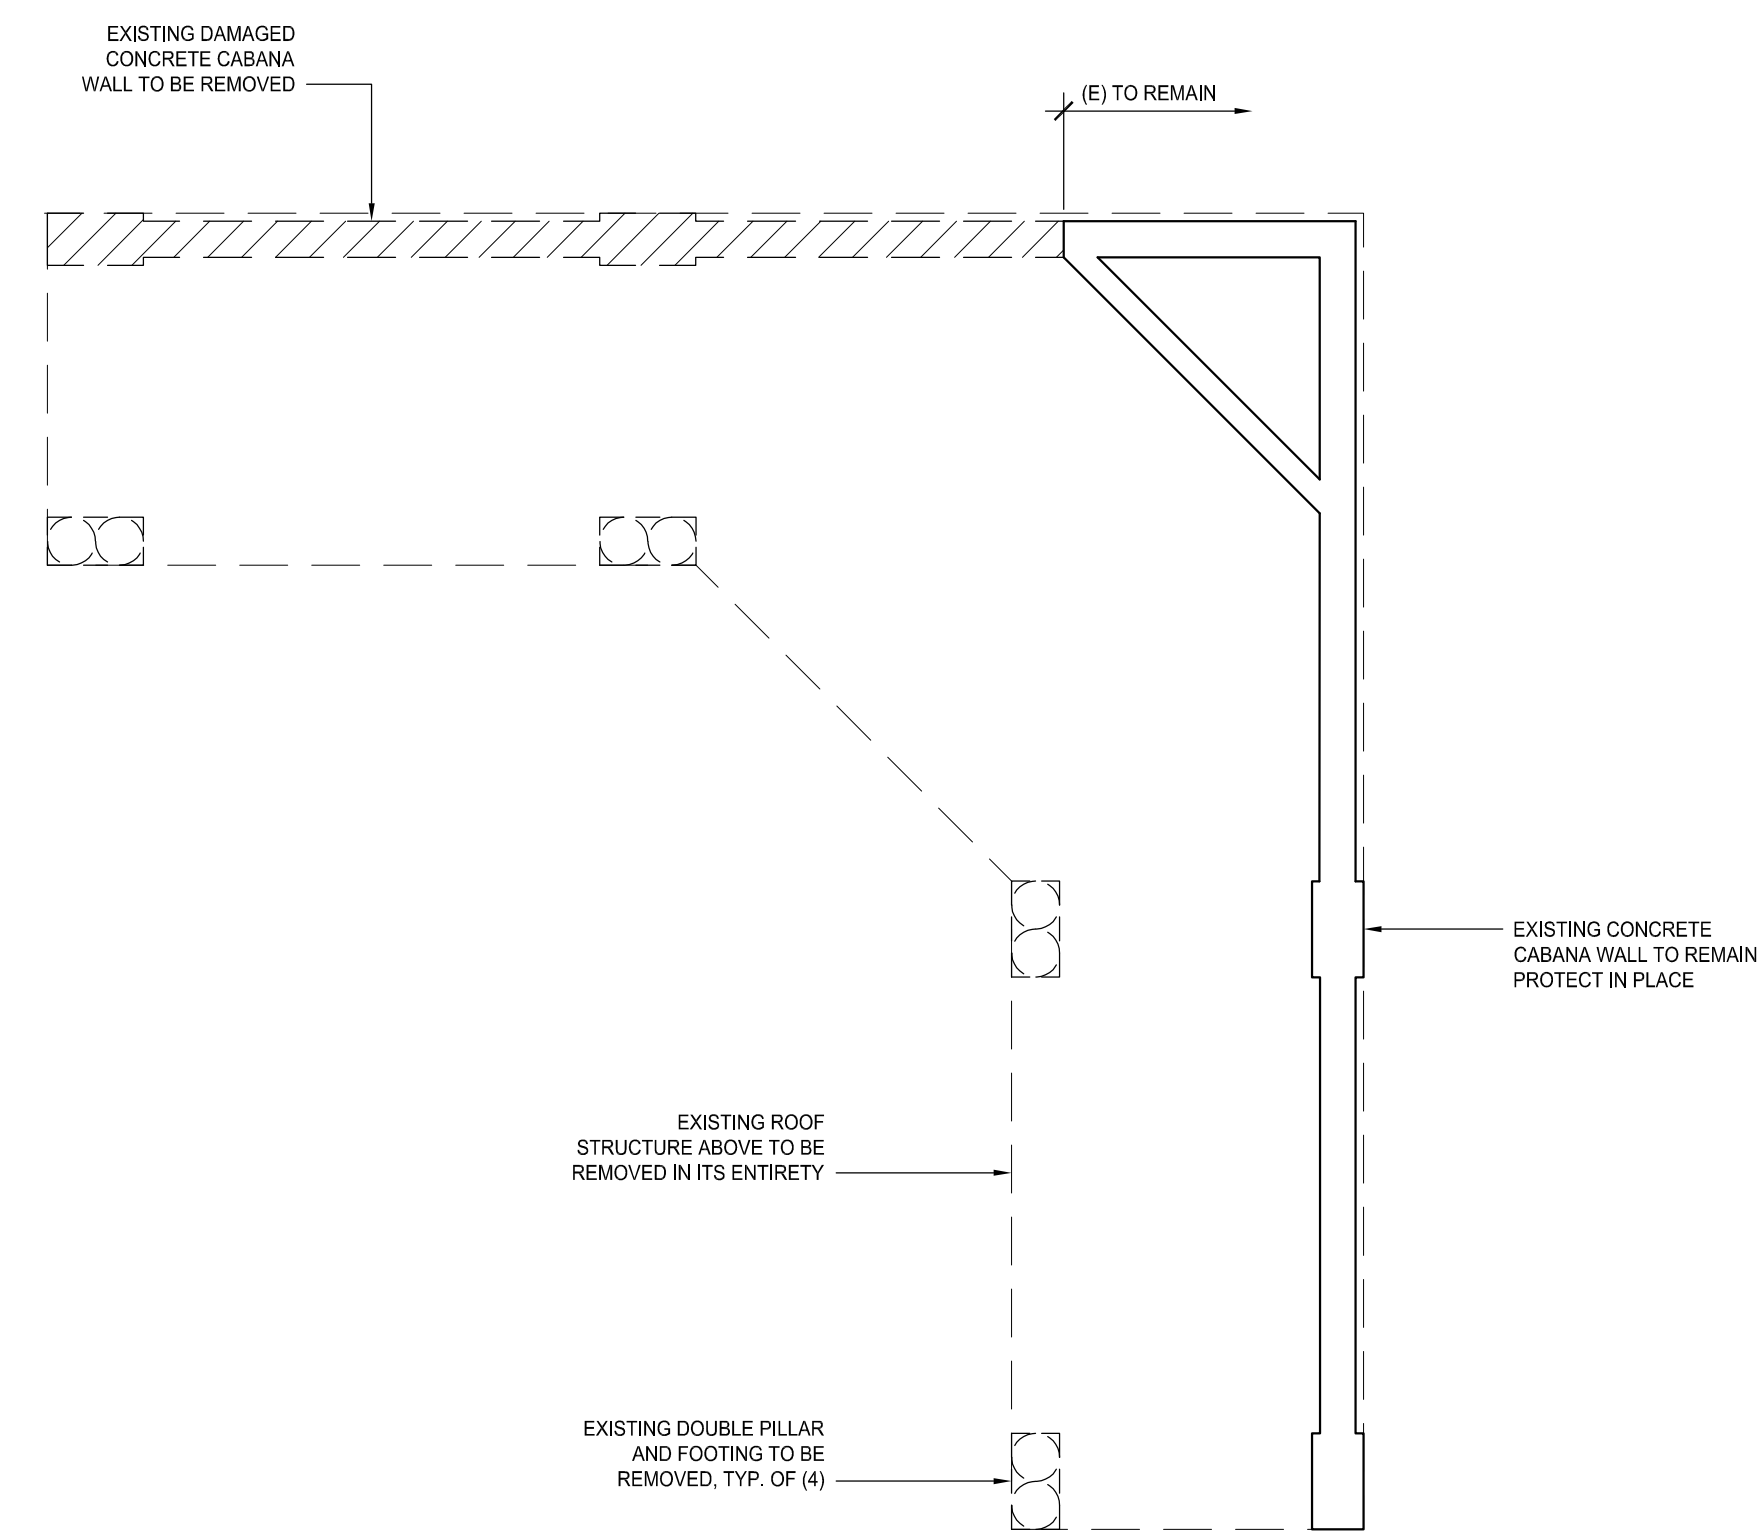 EXISTING DAMAGED
CONCRETE CABANA
WALL TO BE REMOVED
(E) TO REMAIN
EXISTING CONCRETE
CABANA WALL TO REMAIN
PROTECT IN PLACE
EXISTING ROOF
STRUCTURE ABOVE TO BE
REMOVED IN ITS ENTIRETY
EXISTING DOUBLE PILLAR
AND FOOTING TO BE
REMOVED, TYP. OF (4)